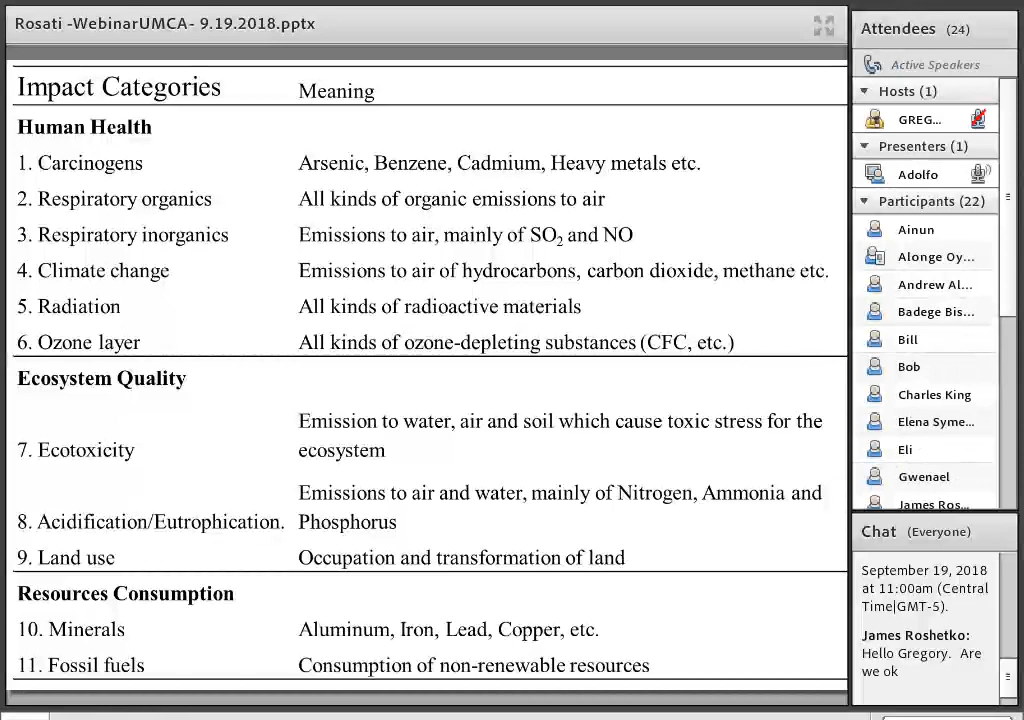 Rosati -WebinarUMCA- 9.19.2018.pptx
Impact Categories Meaning
Human Health
1. Carcinogens Arsenic, Benzene, Cadmium, Heavy metals etc.
2. Respiratory organics All kinds of organic emissions to air
3. Respiratory inorganics Emissions to air, mainly of SO₂ and NO
4. Climate change Emissions to air of hydrocarbons, carbon dioxide, methane etc.
5. Radiation All kinds of radioactive materials
6. Ozone layer All kinds of ozone-depleting substances (CFC, etc.)
Ecosystem Quality
Emission to water, air and soil which cause toxic stress for the
7. Ecotoxicity ecosystem
Emissions to air and water, mainly of Nitrogen, Ammonia and
8. Acidification/Eutrophication. Phosphorus
9. Land use Occupation and transformation of land
Resources Consumption
10. Minerals Aluminum, Iron, Lead, Copper, etc.
11. Fossil fuels Consumption of non-renewable resources
Attendees (24)
Active Speakers
Hosts (1)
GREG...
Presenters (1)
Adolfo
Participants (22)
Ainun
Alonge Oy...
Andrew Al...
Badege Bis...
Bill
Bob
Charles King
Elena Syme...
Eli
Gwenael
James Ros...
Chat (Everyone)
September 19, 2018
at 11:00am (Central
Time|GMT-5).
James Roshetko:
Hello Gregory. Are
we ok